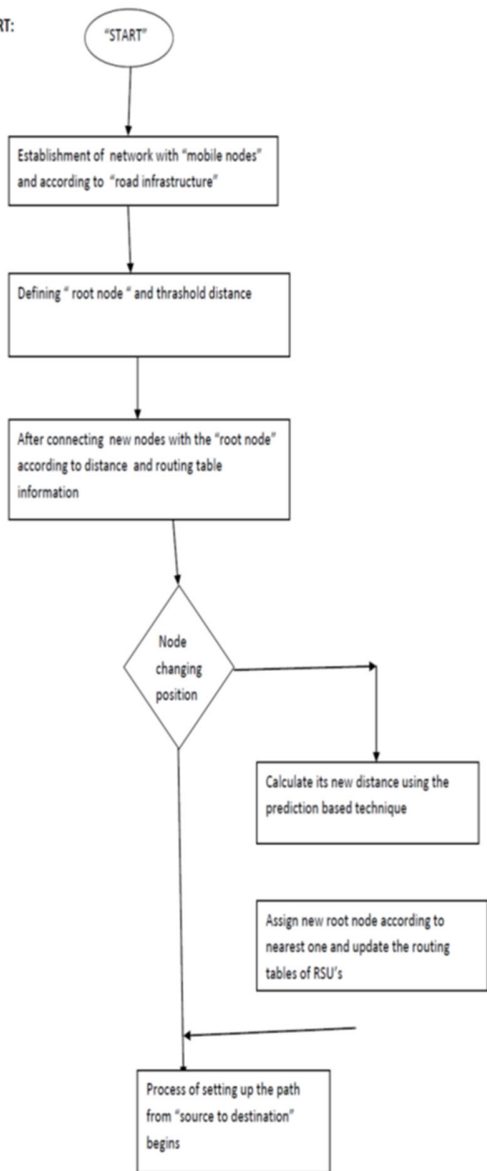 RT:
“START”
Establishment of network with “mobile nodes”
and according to “road infrastructure”
Defining “ root node “ and thrashold distance
After connecting new nodes with the “root node”
according to distance and routing table
information
Node
changing
position
Calculate its new distance using the
prediction based technique
Assign new root node according to
nearest one and update the routing
tables of RSU’s
Process of setting up the path
from “source to destination”
begins